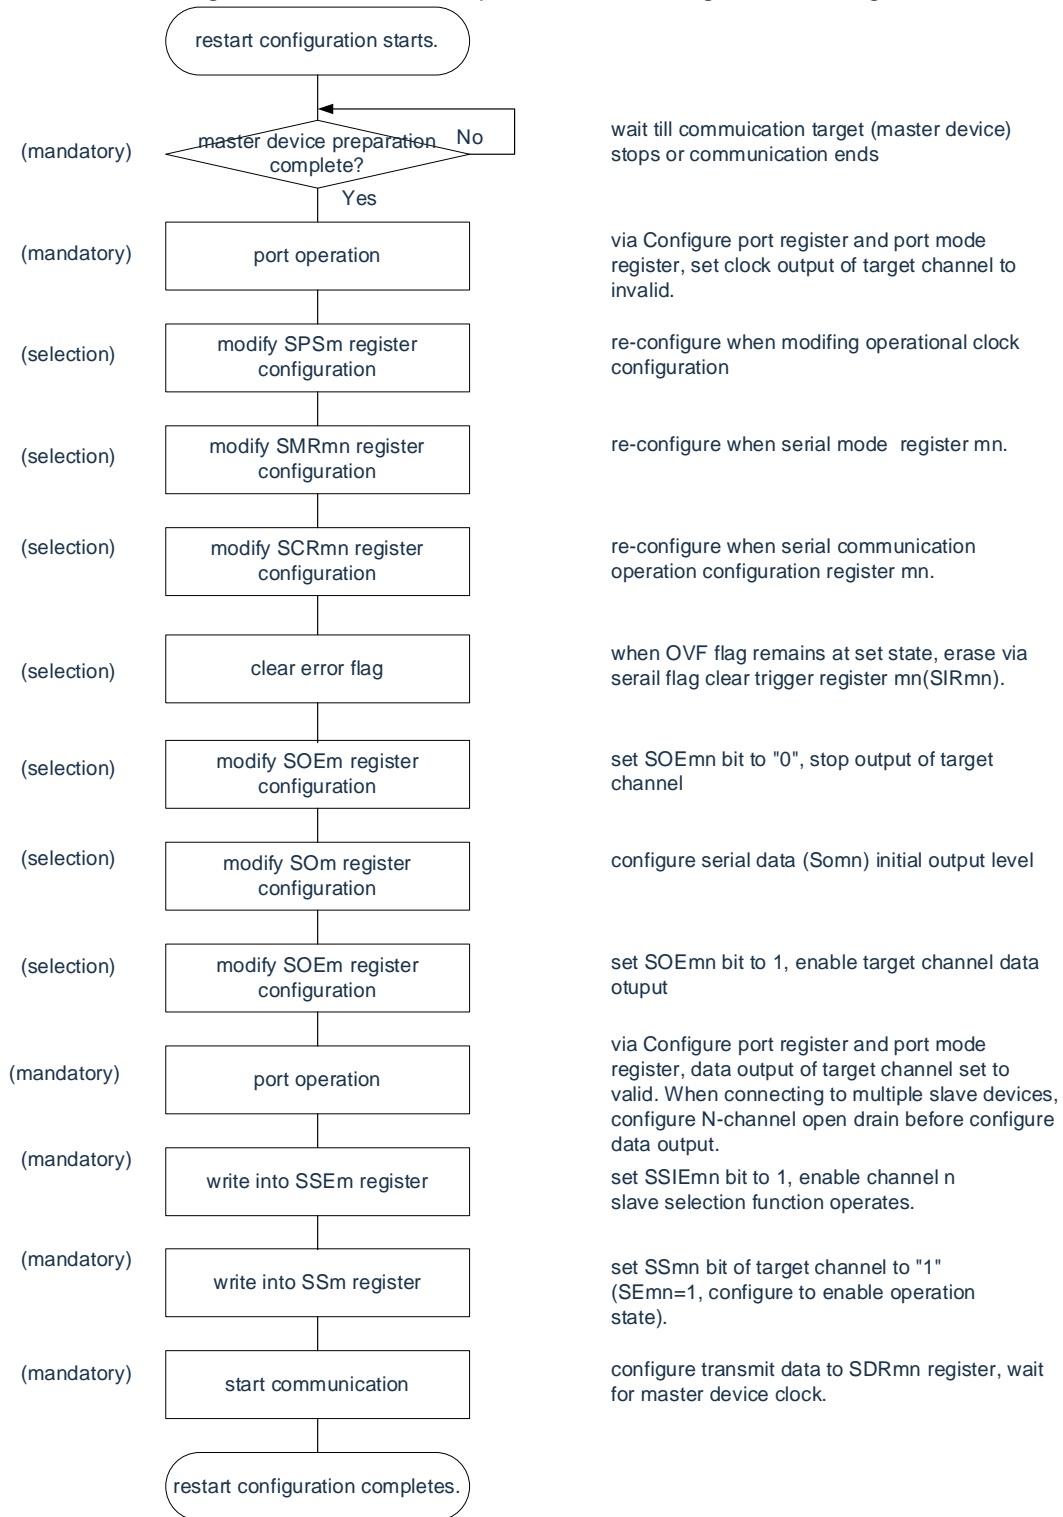 restart configuration starts.
(mandatory)
master device preparation
complete?
No
Yes
wait till commuication target (master device)
stops or communication ends
(mandatory)
port operation
via Configure port register and port mode
register, set clock output of target channel to
invalid.
(selection)
modify SPSm register
configuration
re-configure when modifing operational clock
configuration
(selection)
modify SMRmn register
configuration
re-configure when serial mode register mn.
(selection)
modify SCRmn register
configuration
re-configure when serial communication
operation configuration register mn.
(selection)
clear error flag
when OVF flag remains at set state, erase via
serail flag clear trigger register mn(SIRmn).
(selection)
modify SOEm register
configuration
set SOEmn bit to "0", stop output of target
channel
(selection)
modify SOm register
configuration
configure serial data (Somn) initial output level
(selection)
modify SOEm register
configuration
set SOEmn bit to 1, enable target channel data
otuput
(mandatory)
port operation
via Configure port register and port mode
register, data output of target channel set to
valid. When connecting to multiple slave devices,
configure N-channel open drain before configure
data output.
(mandatory)
write into SSEm register
set SSIEmn bit to 1, enable channel n
slave selection function operates.
(mandatory)
write into SSm register
set SSmn bit of target channel to "1"
(SEmn=1, configure to enable operation
state).
(mandatory)
start communication
configure transmit data to SDRmn register, wait
for master device clock.
restart configuration completes.